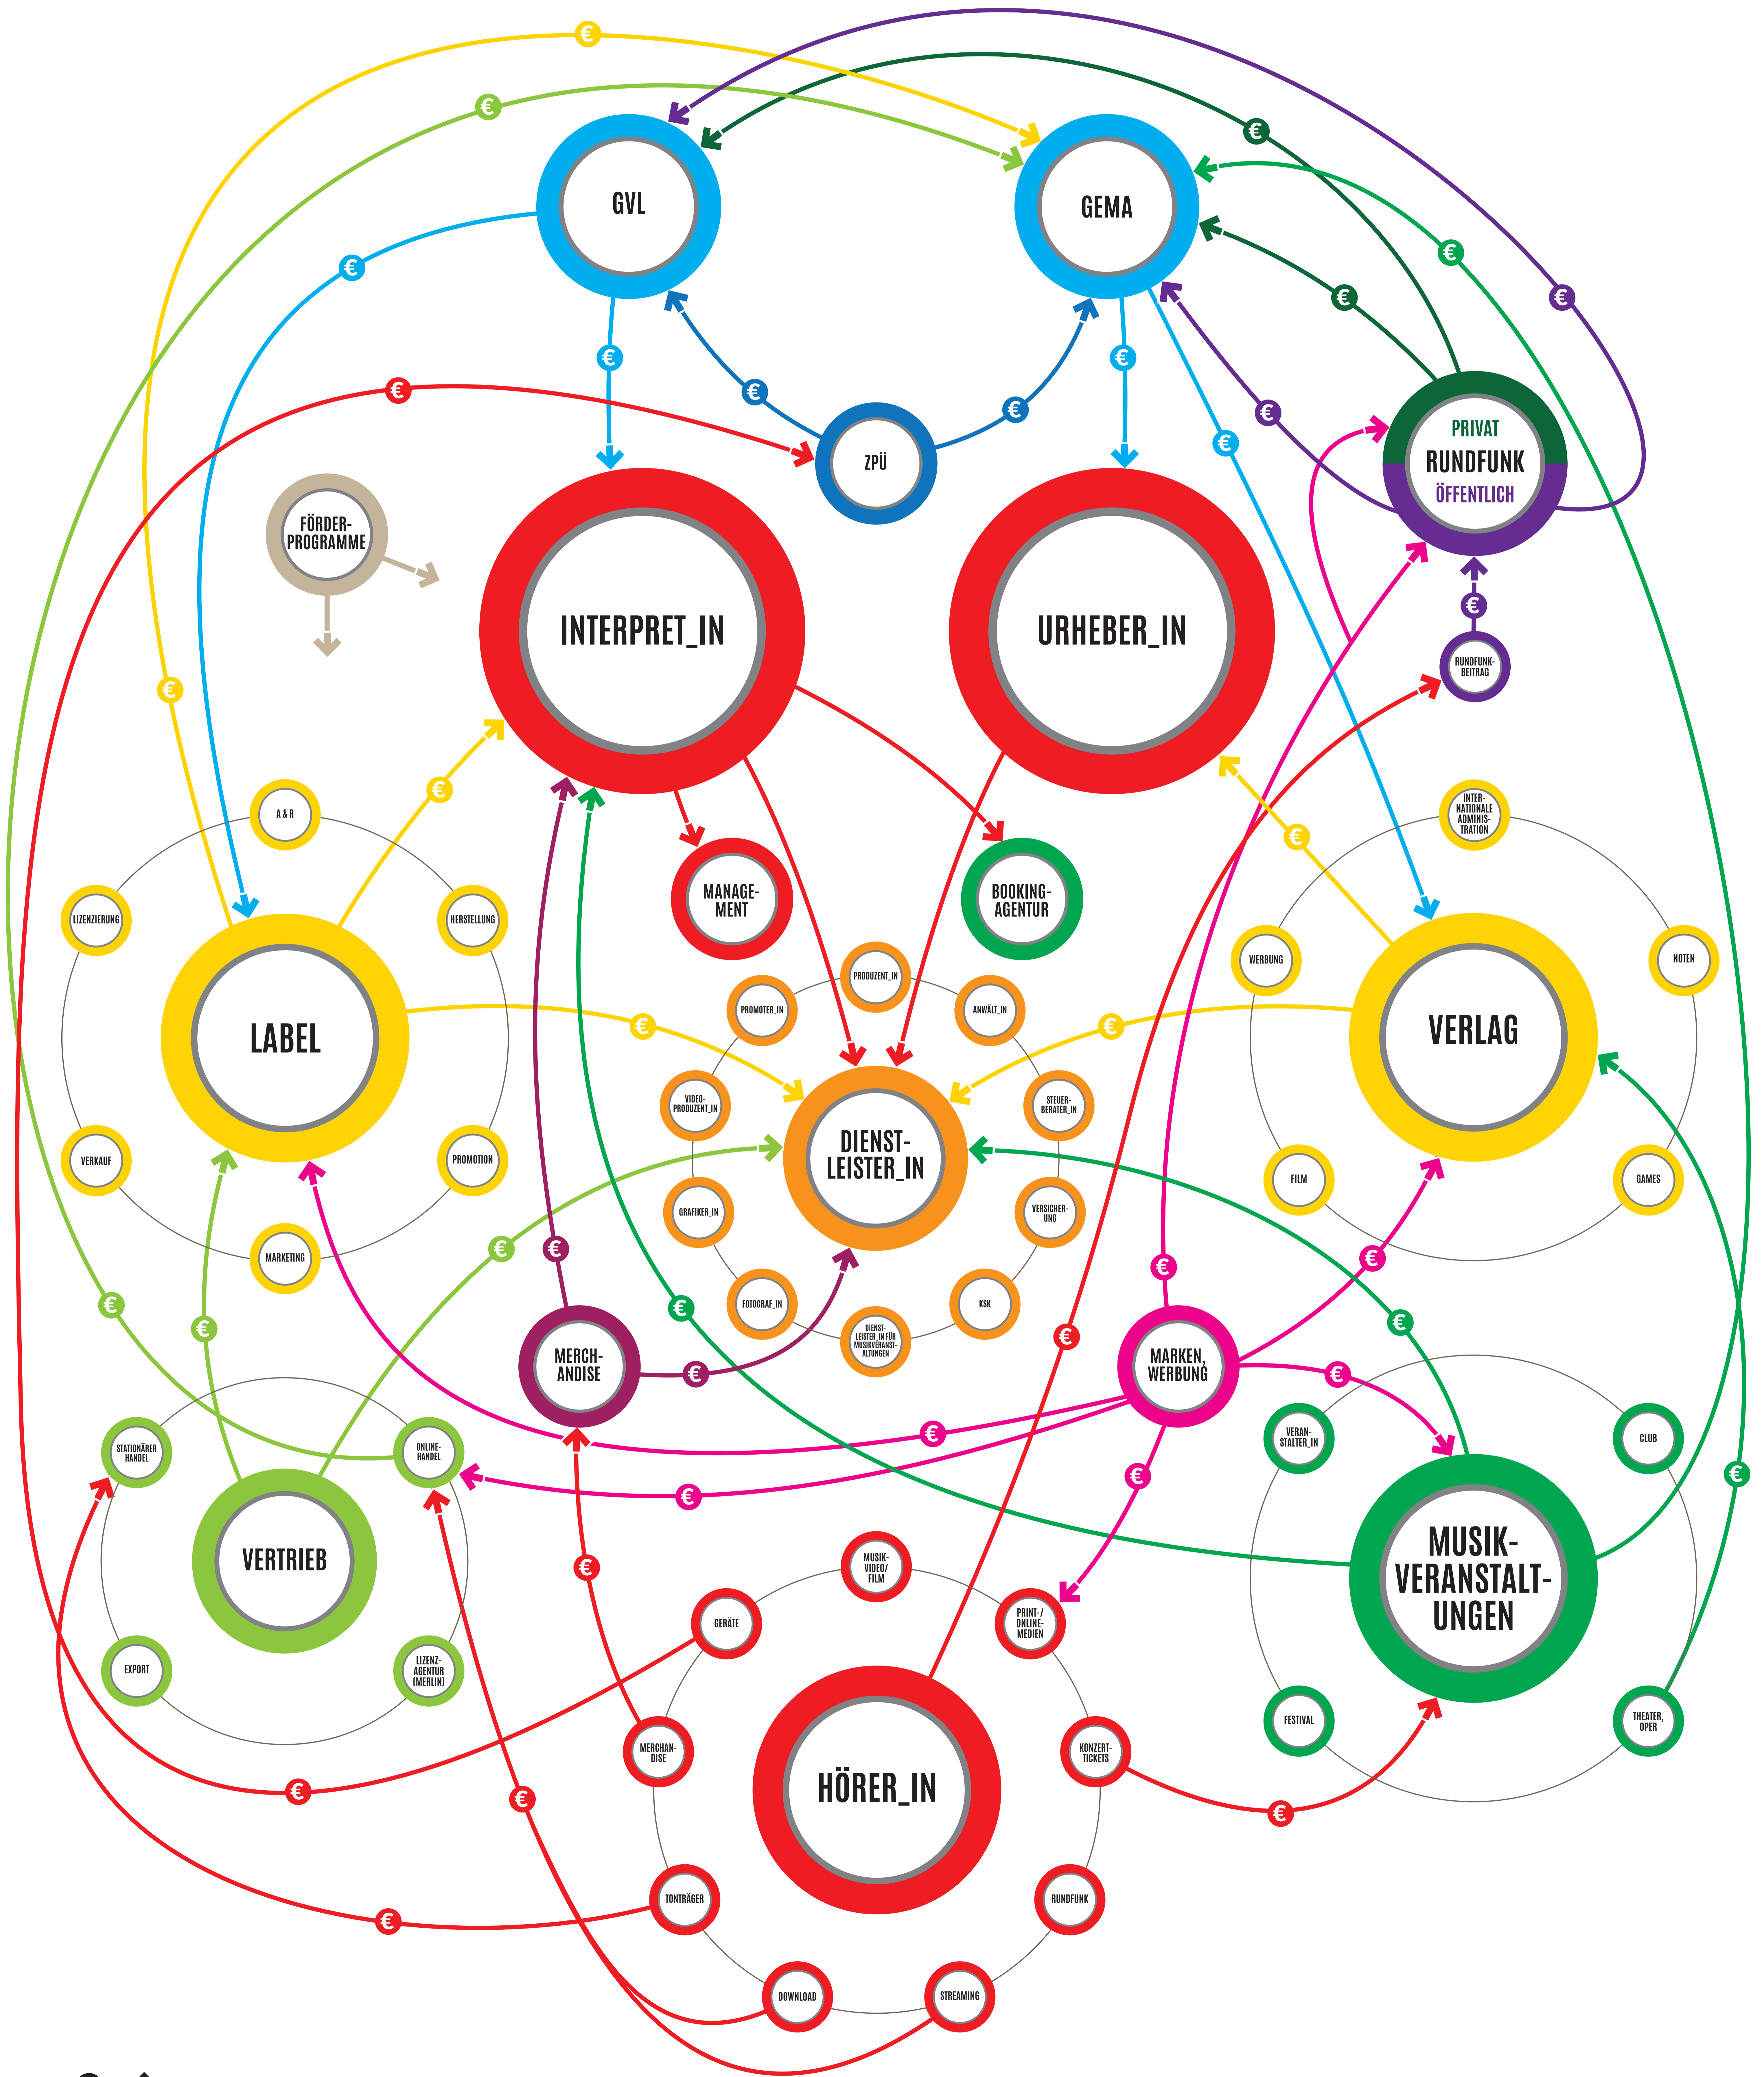 €
€
€
GVL
GEMA
€
€
€
€
€
€
€
€
€
€
€
€
PRIVAT
RUNDFUNK
ÖFFENTLICH
ZPÜ
FÖRDER-
PROGRAMME
€
INTERPRET_IN
URHEBER_IN
RUNDFUNK-
BEITRAG
€
€
€
A & R
INTER-
NATIONALE
ADMINIS-
TRATION
LIZENZIERUNG
HERSTELLUNG
MANAGE-
MENT
BOOKING-
AGENTUR
WERBUNG
NOTEN
PRODUZENT_IN
PROMOTER_IN
ANWÄLT_IN
LABEL
€
€
VERLAG
VIDEO-
PRODUZENT_IN
STEUER-
BERATER_IN
DIENST-
LEISTER_IN
VERKAUF
PROMOTION
FILM
GAMES
GRAFIKER_IN
VERSICHER-
UNG
MARKETING
€
€
€
€
FOTOGRAF_IN
KSK
€
€
€
€
€
DIENST-
LEISTER_IN FÜR
MUSIKVERANST-
ALTUNGEN
MERCH-
ANDISE
€
MARKEN,
WERBUNG
€
STATIONÄRER
HANDEL
ONLINE-
HANDEL
€
VERAN-
STALTER_IN
CLUB
€
€
€
VERTRIEB
MUSIK-
VERANSTALT-
UNGEN
€
MUSIK-
VIDEO/
FILM
GERÄTE
PRINT-/
ONLINE-
MEDIEN
EXPORT
LIZENZ-
AGENTUR
(MERLIN)
FESTIVAL
THEATER,
OPER
MERCHAN-
DISE
KONZERT-
TICKETS
€
€
HÖRER_IN
€
TONTRÄGER
RUNDFUNK
€
DOWNLOAD
STREAMING